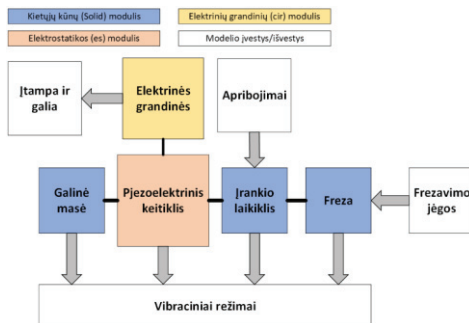 Kietųjų kūnų (Solid) modulis
Elektrinių grandinių (cir) modulis
Elektrostatikos (es) modulis
Modelio įvestys/išvestys
Įtampa ir
galia
Elektrinės
grandinės
Apribojimai
Galinė
masė
Pjezoelektrinis
keitiklis
Įrankio
laikiklis
Freza
Frezavimo
jėgos
Vibraciniai režimai